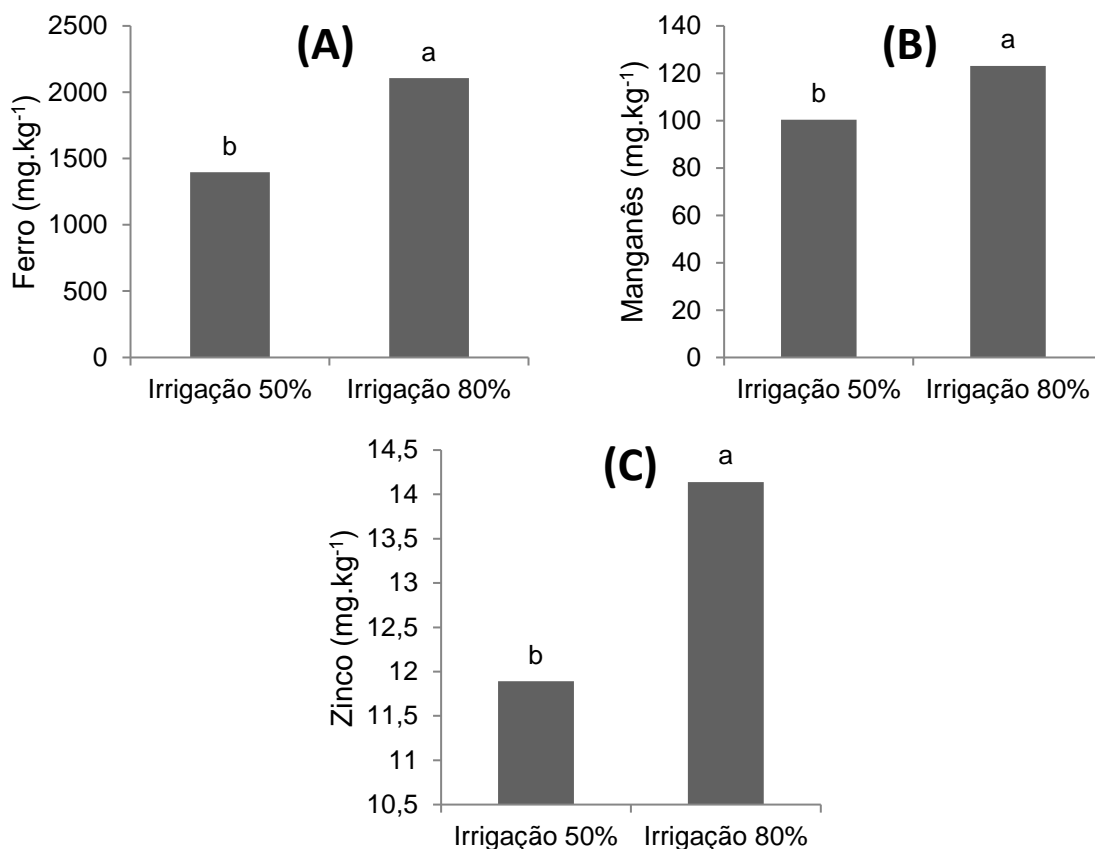 (A)
Ferro (mg.kg-1)
2500
2000
1500
1000
500
0
b
a
Irrigação 50%
Irrigação 80%
(B)
Manganês (mg.kg-1)
140
120
100
80
60
40
20
0
b
a
Irrigação 50%
Irrigação 80%
(C)
Zinco (mg.kg-1)
14,5
14
13,5
13
12,5
12
11,5
11
10,5
b
a
Irrigação 50%
Irrigação 80%